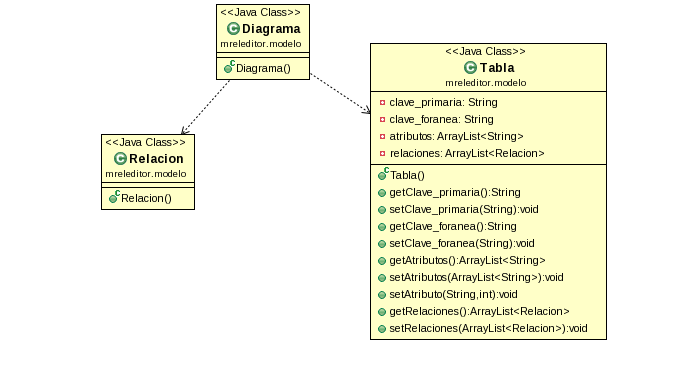 <<Java Class>>
Diagrama
mreleditor.modelo
Diagrama()
<<Java Class>>
Relacion
mreleditor.modelo
Relacion()
<<Java Class>>
Tabla
mreleditor.modelo
clave_primaria: String
clave_foranea: String
atributos: ArrayList<String>
relaciones: ArrayList<Relacion>
Tabla()
getClave_primaria():String
setClave_primaria(String):void
getClave_foranea():String
setClave_foranea(String):void
getAtributos():ArrayList<String>
setAtributos(ArrayList<String>):void
setAtributo(String,int):void
getRelaciones():ArrayList<Relacion>
setRelaciones(ArrayList<Relacion>):void